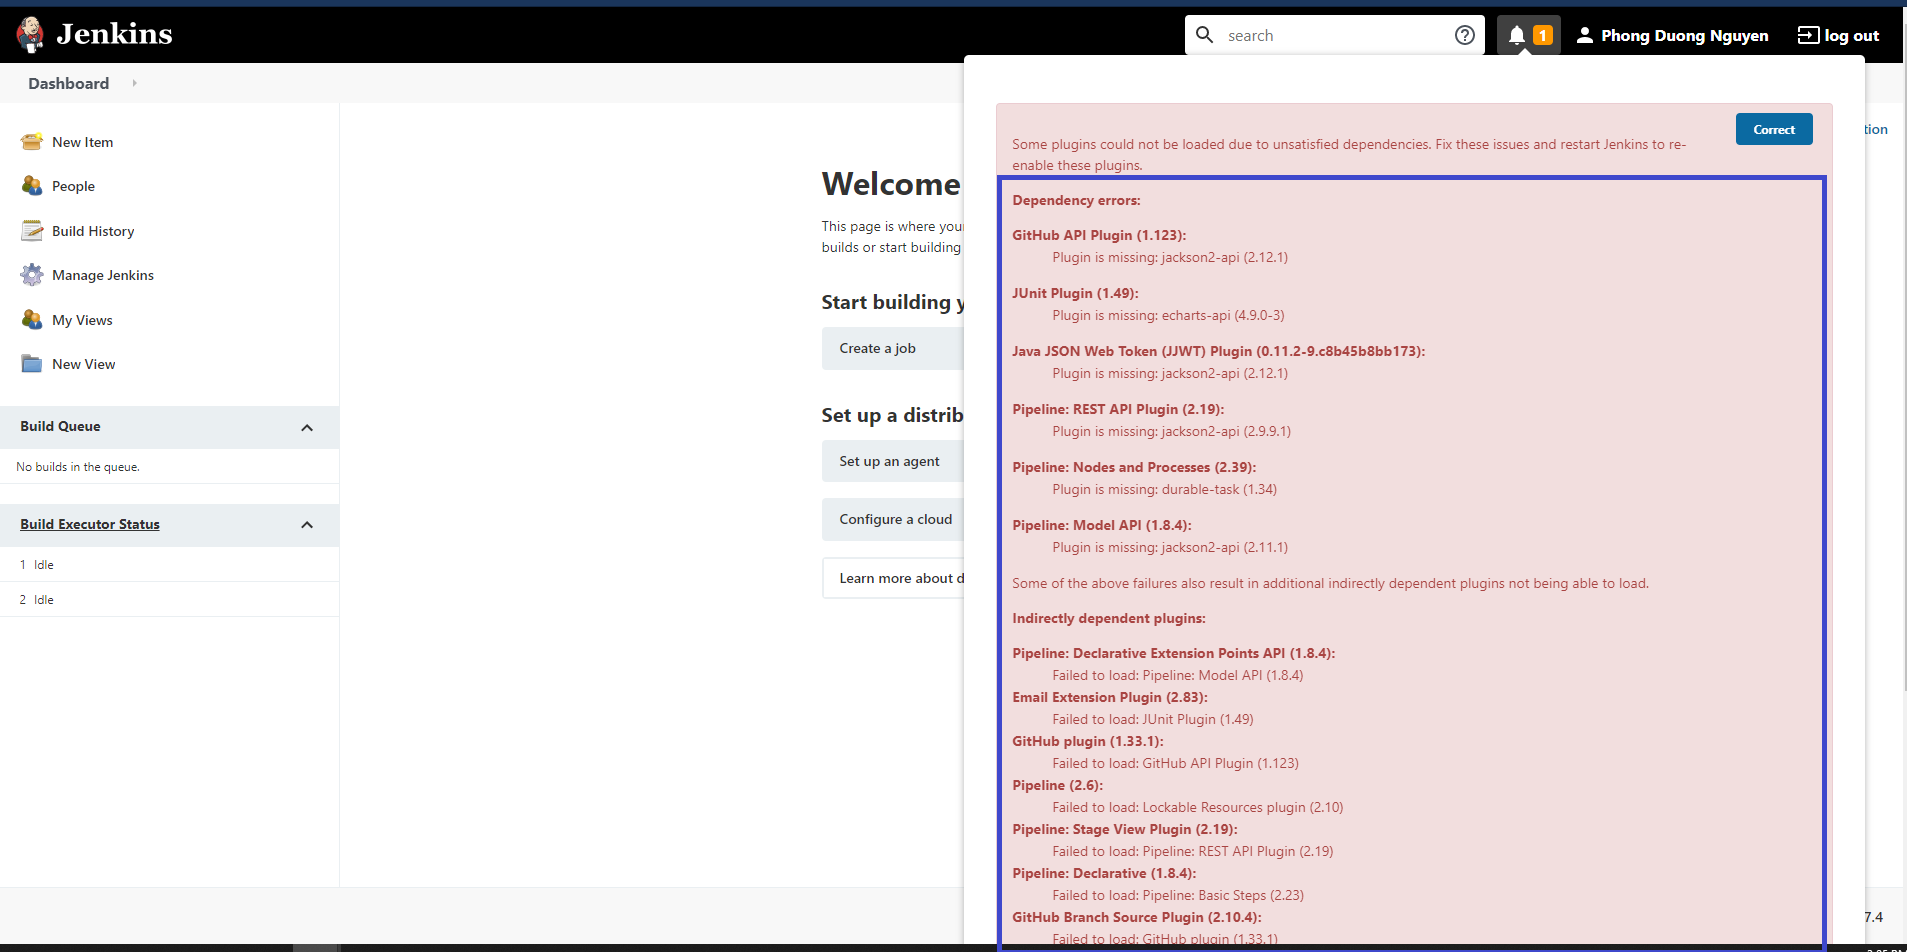 Jenkins
search
1
Phong Duong Nguyen
log out
Dashboard
New Item
People
Build History
Manage Jenkins
My Views
New View
Build Queue
No builds in the queue.
Build Executor Status
1 Idle
2 Idle
Welcome
This page is where your
builds or start building
Start building y
Create a job
Set up a distrib
Set up an agent
Configure a cloud
Learn more about d
tion
Correct
Some plugins could not be loaded due to unsatisfied dependencies. Fix these issues and restart Jenkins to re-
enable these plugins.
Dependency errors:
GitHub API Plugin (1.123):
Plugin is missing: jackson2-api (2.12.1)
JUnit Plugin (1.49):
Plugin is missing: echarts-api (4.9.0-3)
Java JSON Web Token (JJWT) Plugin (0.11.2-9.c8b45b8bb173):
Plugin is missing: jackson2-api (2.12.1)
Pipeline: REST API Plugin (2.19):
Plugin is missing: jackson2-api (2.9.9.1)
Pipeline: Nodes and Processes (2.39):
Plugin is missing: durable-task (1.34)
Pipeline: Model API (1.8.4):
Plugin is missing: jackson2-api (2.11.1)
Some of the above failures also result in additional indirectly dependent plugins not being able to load.
Indirectly dependent plugins:
Pipeline: Declarative Extension Points API (1.8.4):
Failed to load: Pipeline: Model API (1.8.4)
Email Extension Plugin (2.83):
Failed to load: JUnit Plugin (1.49)
GitHub plugin (1.33.1):
Failed to load: GitHub API Plugin (1.123)
Pipeline (2.6):
Failed to load: Lockable Resources plugin (2.10)
Pipeline: Stage View Plugin (2.19):
Failed to load: Pipeline: REST API Plugin (2.19)
Pipeline: Declarative (1.8.4):
Failed to load: Pipeline: Basic Steps (2.23)
GitHub Branch Source Plugin (2.10.4):
Failed to load: GitHub plugin (1.33.1)
7.4